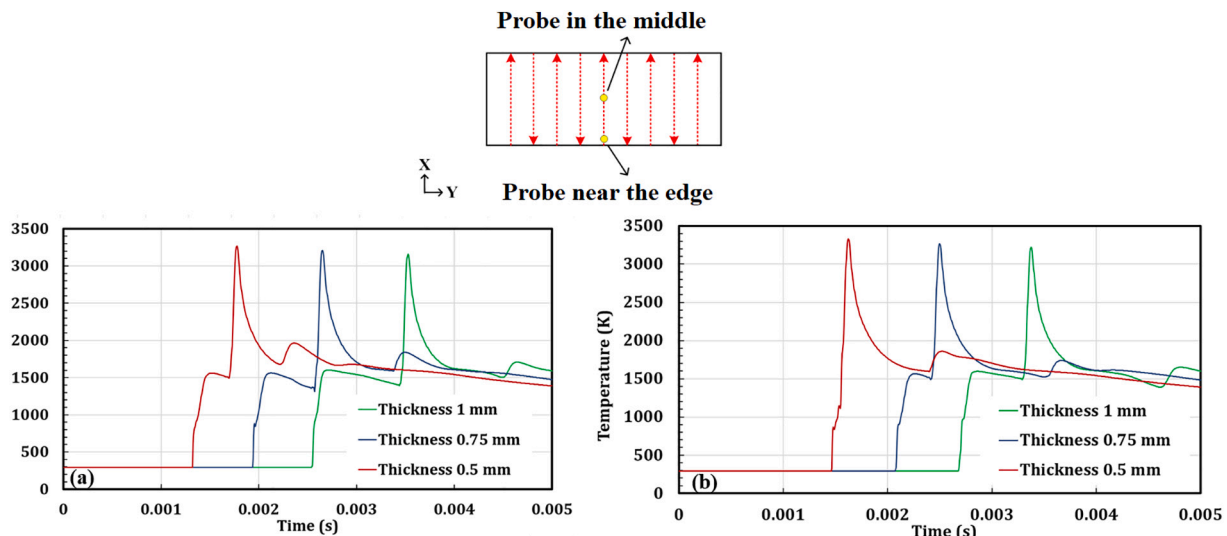 Probe in the middle
X
Y
Probe near the edge
3500
3000
2500
2000
1500
1000
500
0
(a)
Thickness 1 mm
Thickness 0.75 mm
Thickness 0.5 mm
0
0.001
0.002
0.003
0.004
0.005
Time (s)
Temperature (K)
3500
3000
2500
2000
1500
1000
500
0
(b)
Thickness 1 mm
Thickness 0.75 mm
Thickness 0.5 mm
0
0.001
0.002
0.003
0.004
0.005
Time (s)